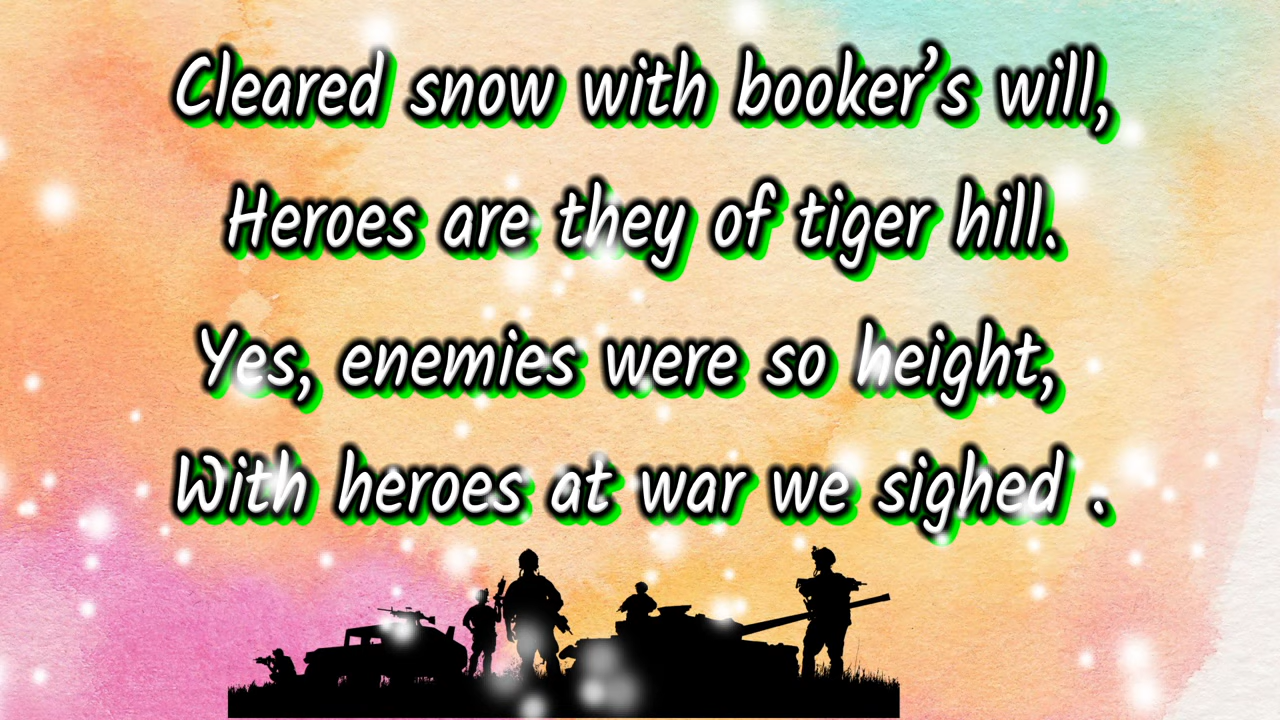 Cleared snow with booker’s will,
Heroes are they of tiger hill.
Yes, enemies were so height,
With heroes at war we sighed .